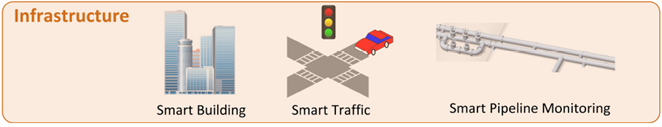 Infrastructure
Smart Building
Smart Traffic
Smart Pipeline Monitoring